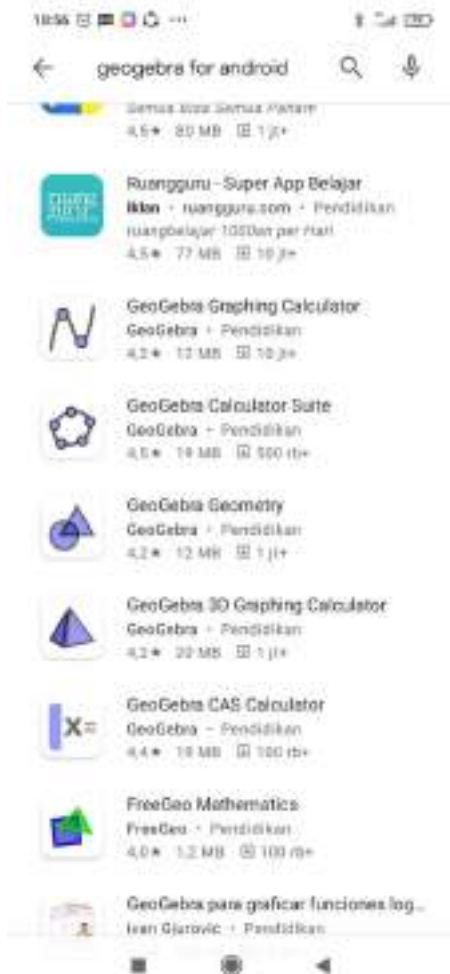 10:56
geogebra for android
Semua Bisa Semua Paham
4,5★ 80 MB 1 jt+
Ruangguru - Super App Belajar
Iklan • ruangguru.com • Pendidikan
ruangbelajar 1000an per Hari!
4,5★ 77 MB 10 jt+
GeoGebra Graphing Calculator
GeoGebra • Pendidikan
4,2★ 12 MB 10 jt+
GeoGebra Calculator Suite
GeoGebra • Pendidikan
4,5★ 19 MB 500 rb+
GeoGebra Geometry
GeoGebra • Pendidikan
4,2★ 12 MB 1 jt+
GeoGebra 3D Graphing Calculator
GeoGebra • Pendidikan
4,2★ 20 MB 1 jt+
GeoGebra CAS Calculator
GeoGebra • Pendidikan
4,4★ 19 MB 100 rb+
FreeGeo Mathematics
FreeGeo • Pendidikan
4,0★ 1,2 MB 100 rb+
GeoGebra para graficar funciones log...
Ivan Gjurovic • Pendidikan